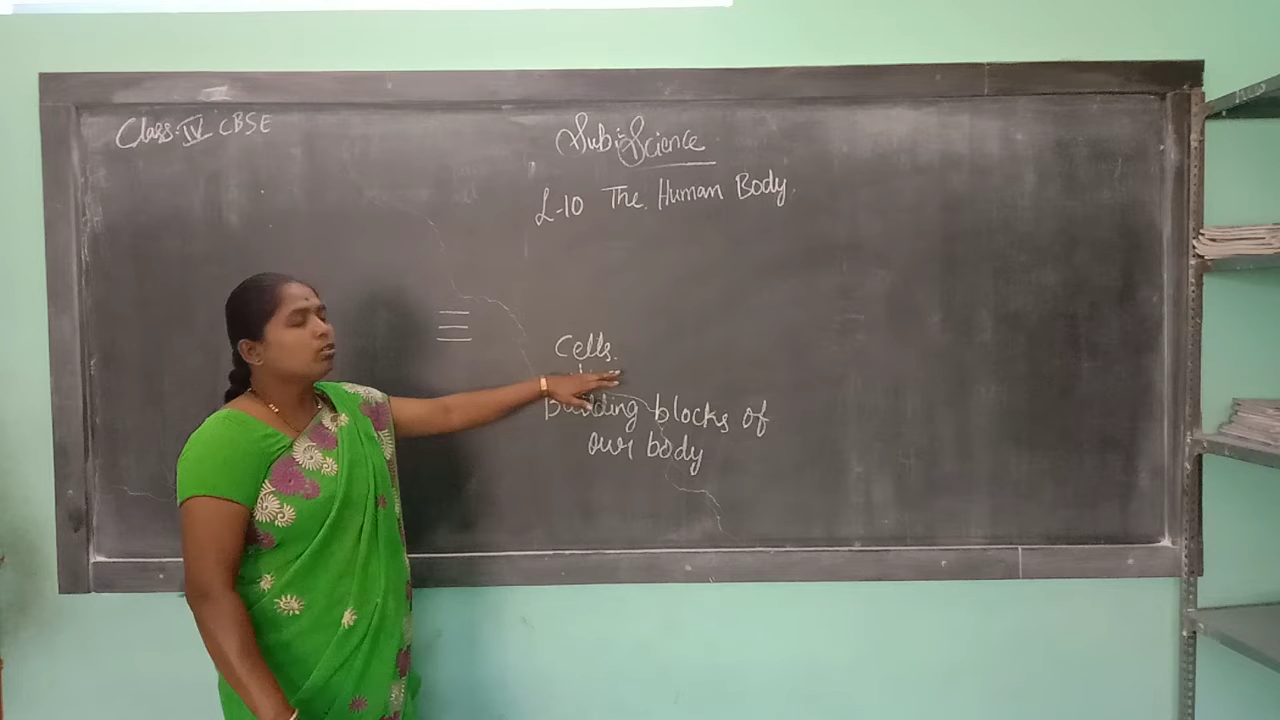 Class: IV CBSE
Sub: Science
L-10 The Human Body
Cells.
Building blocks of
our body